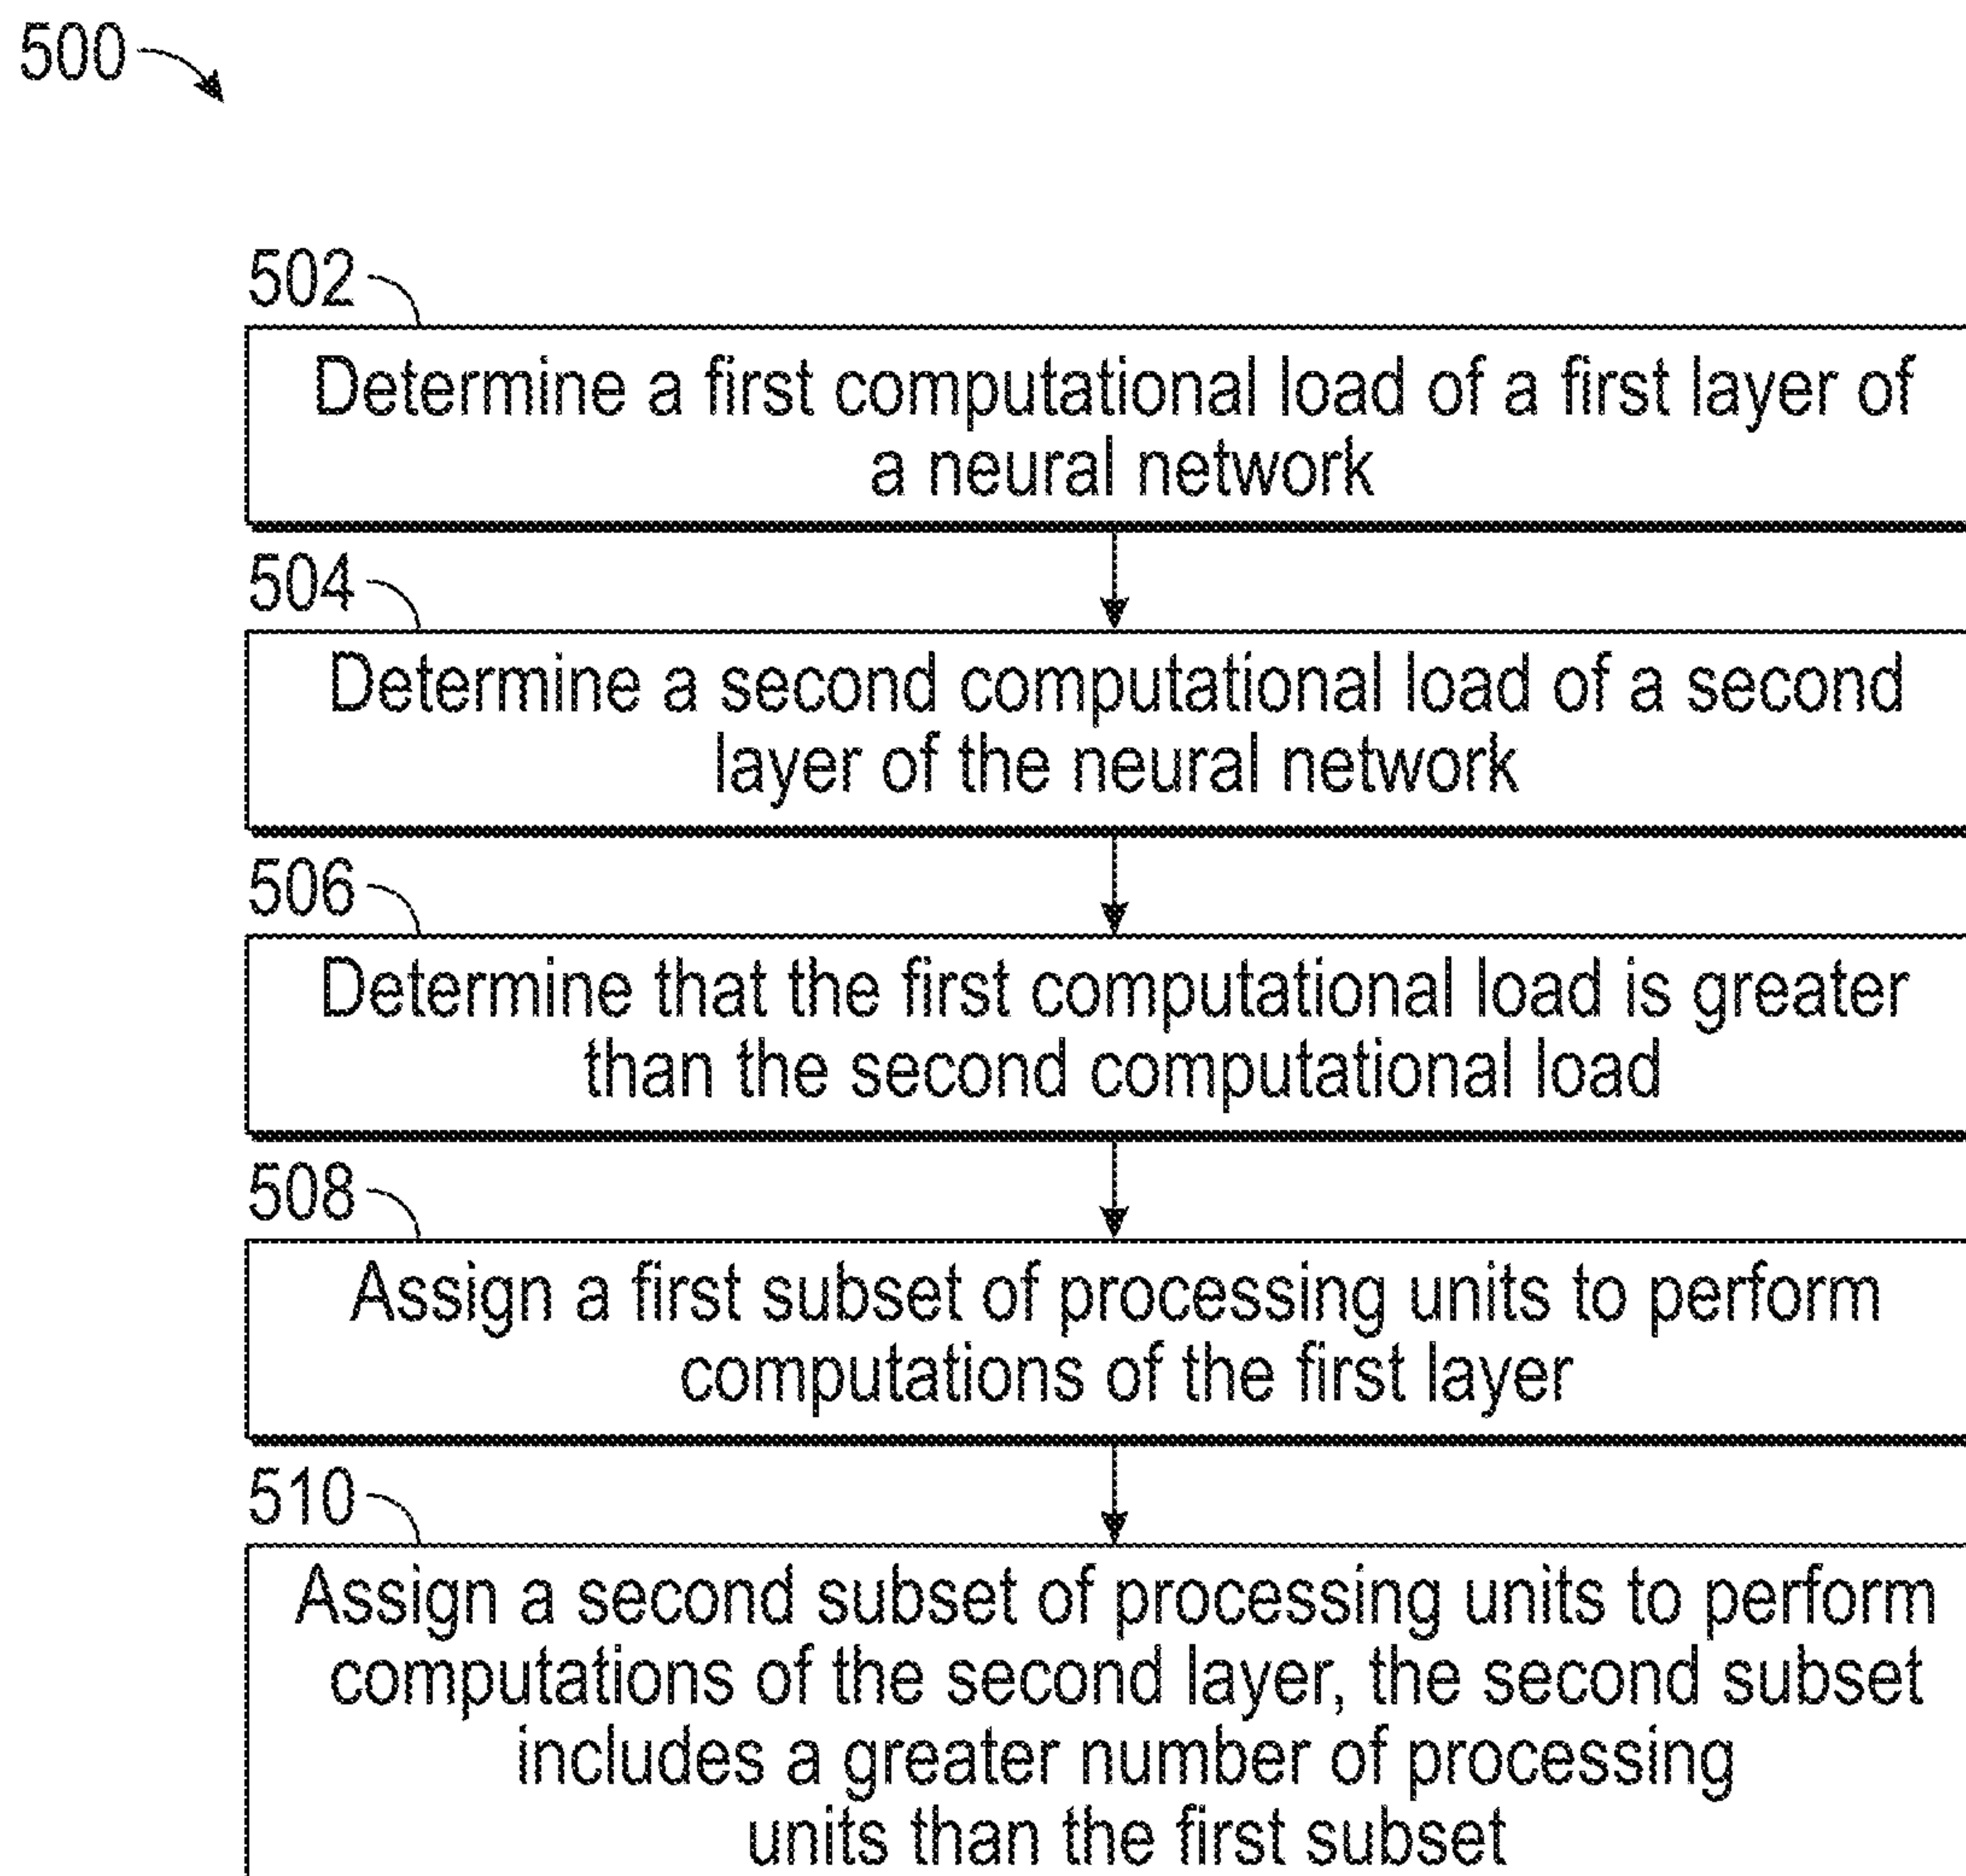 500
502
Determine a first computational load of a first layer of
a neural network
504
Determine a second computational load of a second
layer of the neural network
506
Determine that the first computational load is greater
than the second computational load
508
Assign a first subset of processing units to perform
computations of the first layer
510
Assign a second subset of processing units to perform
computations of the second layer, the second subset
includes a greater number of processing
units than the first subset